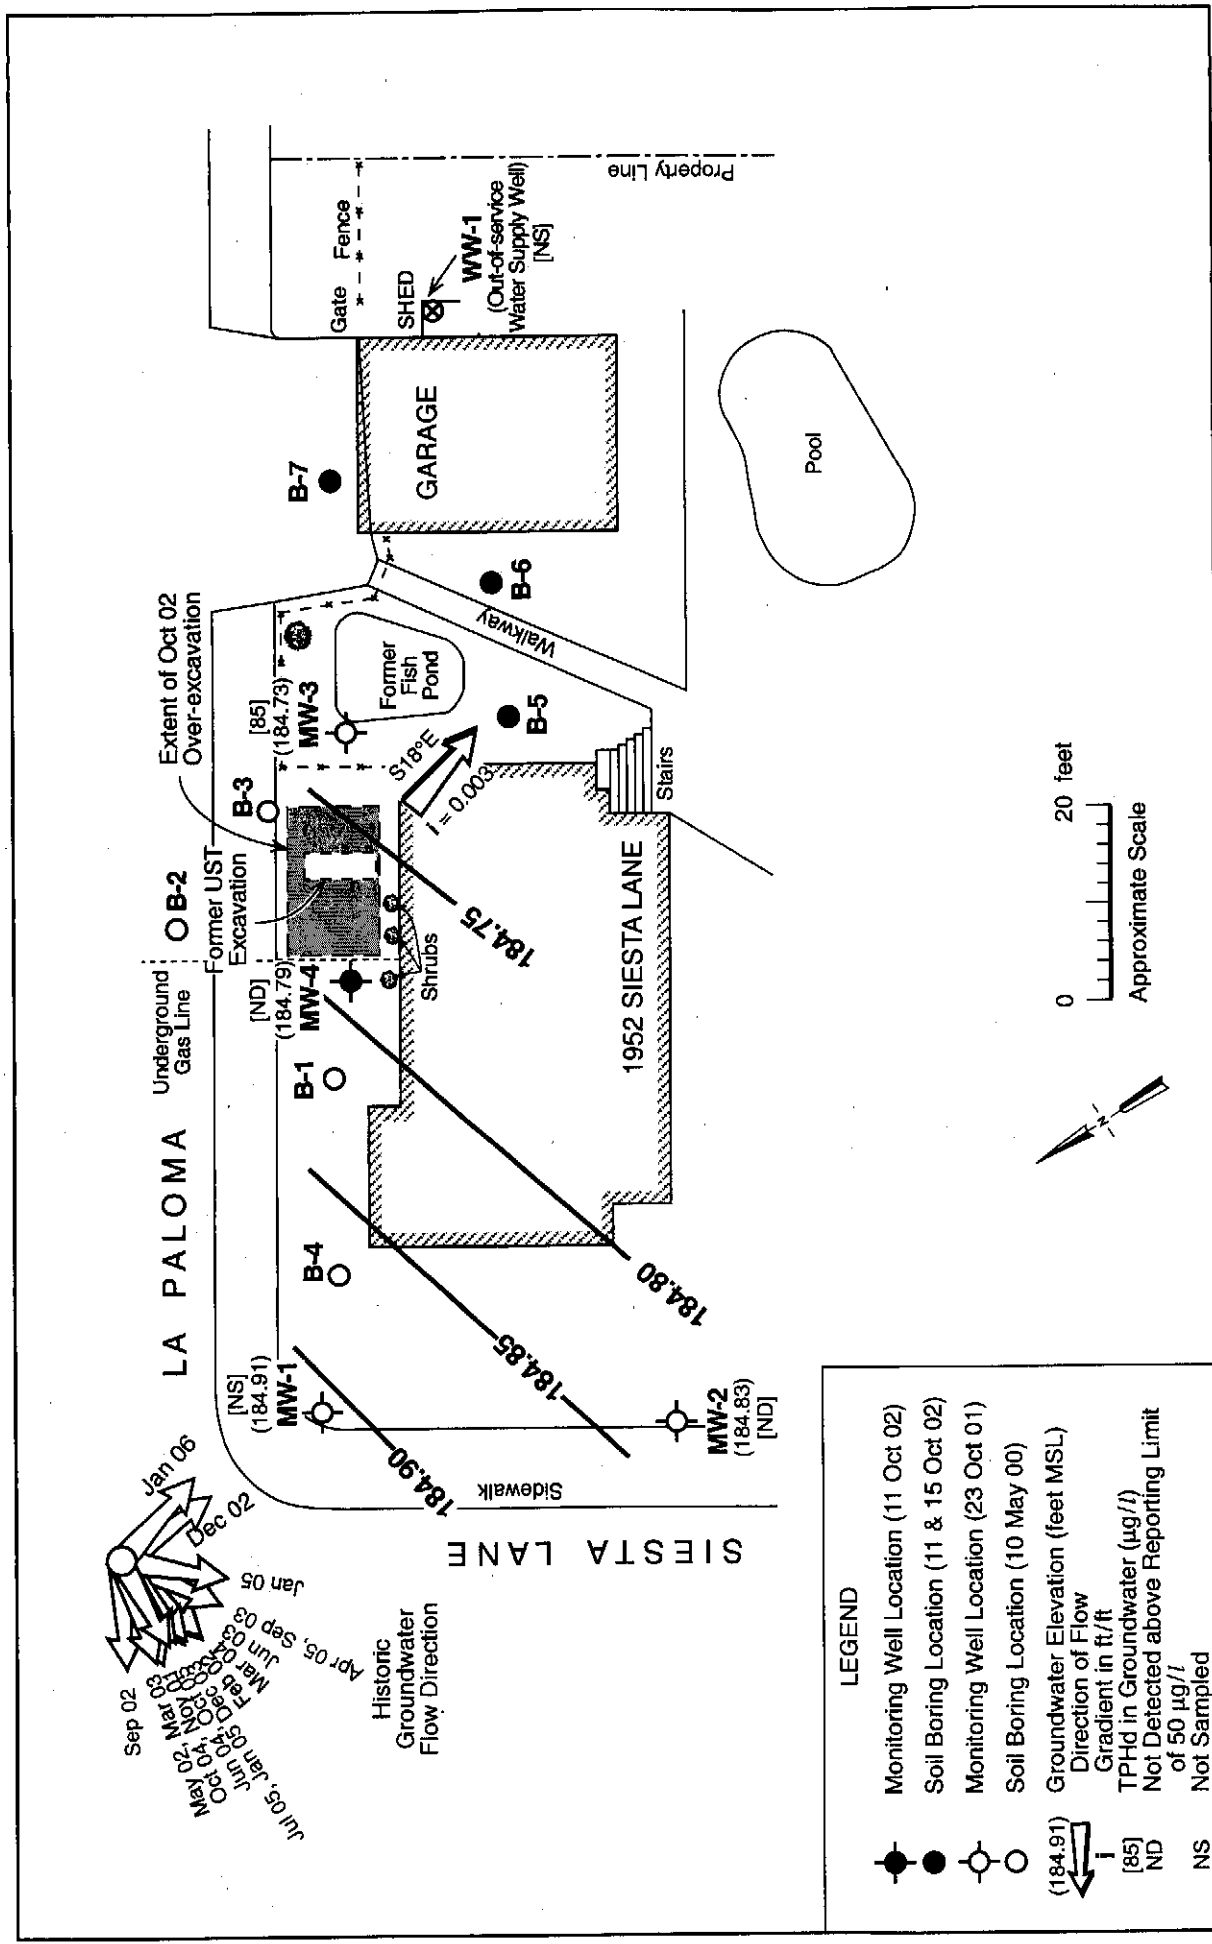 LA PALOMA
SIESTA LANE
Sidewalk
Jan 06
Dec 02
Jan 05
Apr 05, Sep 03
Jun 03
Mar 04
Sep 02
Historic
Groundwater
Flow Direction
[NS]
(184.91)
MW-1
MW-2
(184.83)
[ND]
B-4
B-1
Underground
Gas Line
[ND]
(184.79)
MW-4
Former UST
Excavation
B-2
B-3
Extent of Oct 02
Over-excavation
[85]
(184.73)
MW-3
Shrubs
Former
Fish
Pond
S18°E
i = 0.003
B-5
B-6
B-7
Walkway
Stairs
1952 SIESTA LANE
184.90
184.85
184.80
184.75
GARAGE
Gate
Fence
SHED
WW-1
(Out-of-service
Water Supply Well)
[NS]
Property Line
Pool
N
0
20 feet
Approximate Scale
LEGEND
Monitoring Well Location (11 Oct 02)
Soil Boring Location (11 & 15 Oct 02)
Monitoring Well Location (23 Oct 01)
Soil Boring Location (10 May 00)
(184.91) Groundwater Elevation (feet MSL)
Direction of Flow
i Gradient in ft/ft
[85] TPHd in Groundwater (µg/l)
ND Not Detected above Reporting Limit
of 50 µg/l
NS Not Sampled